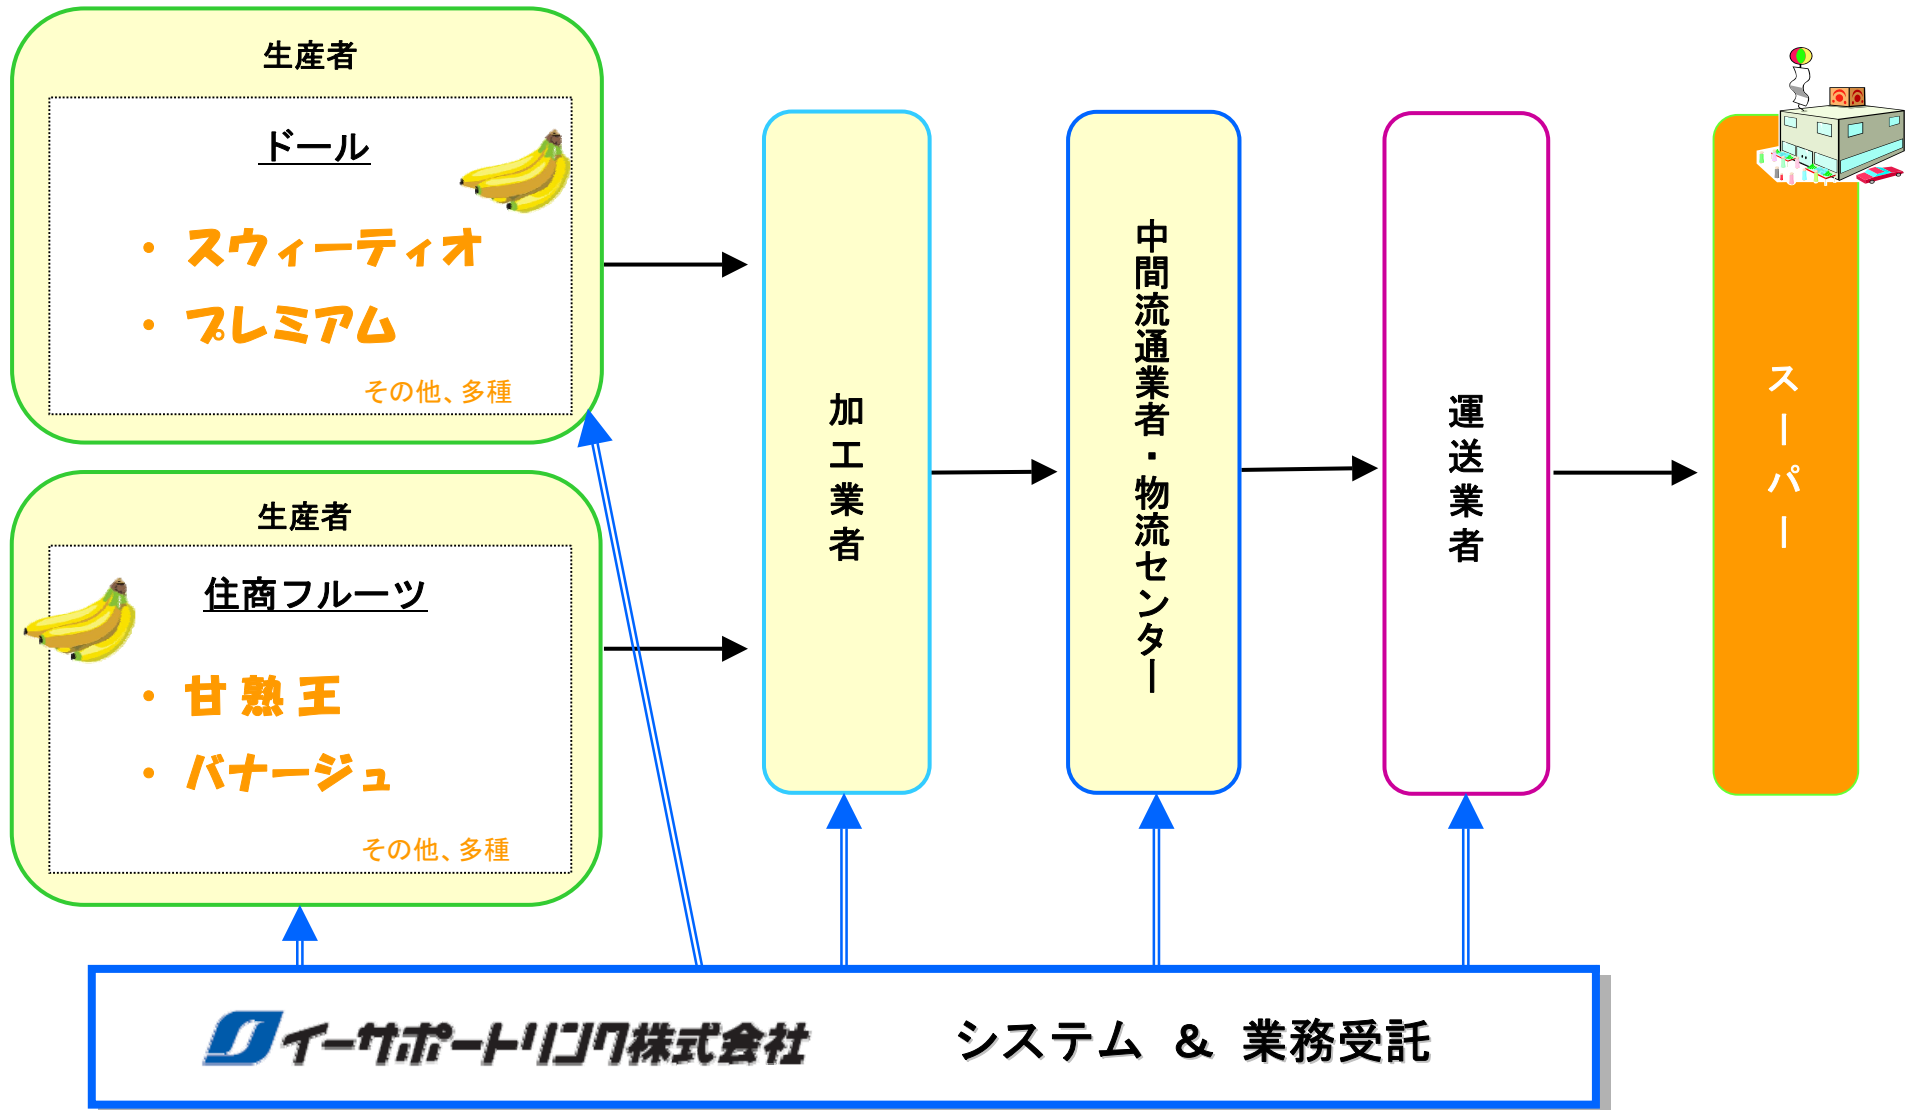 生産者
ドール
・ スウィーティオ
・ プレミアム
その他、多種
生産者
住商フルーツ
・ 甘熟王
・ バナージュ
その他、多種
加工業者
中間流通業者・物流センター
運送業者
スーパー
イーサポートリンク株式会社
システム & 業務受託